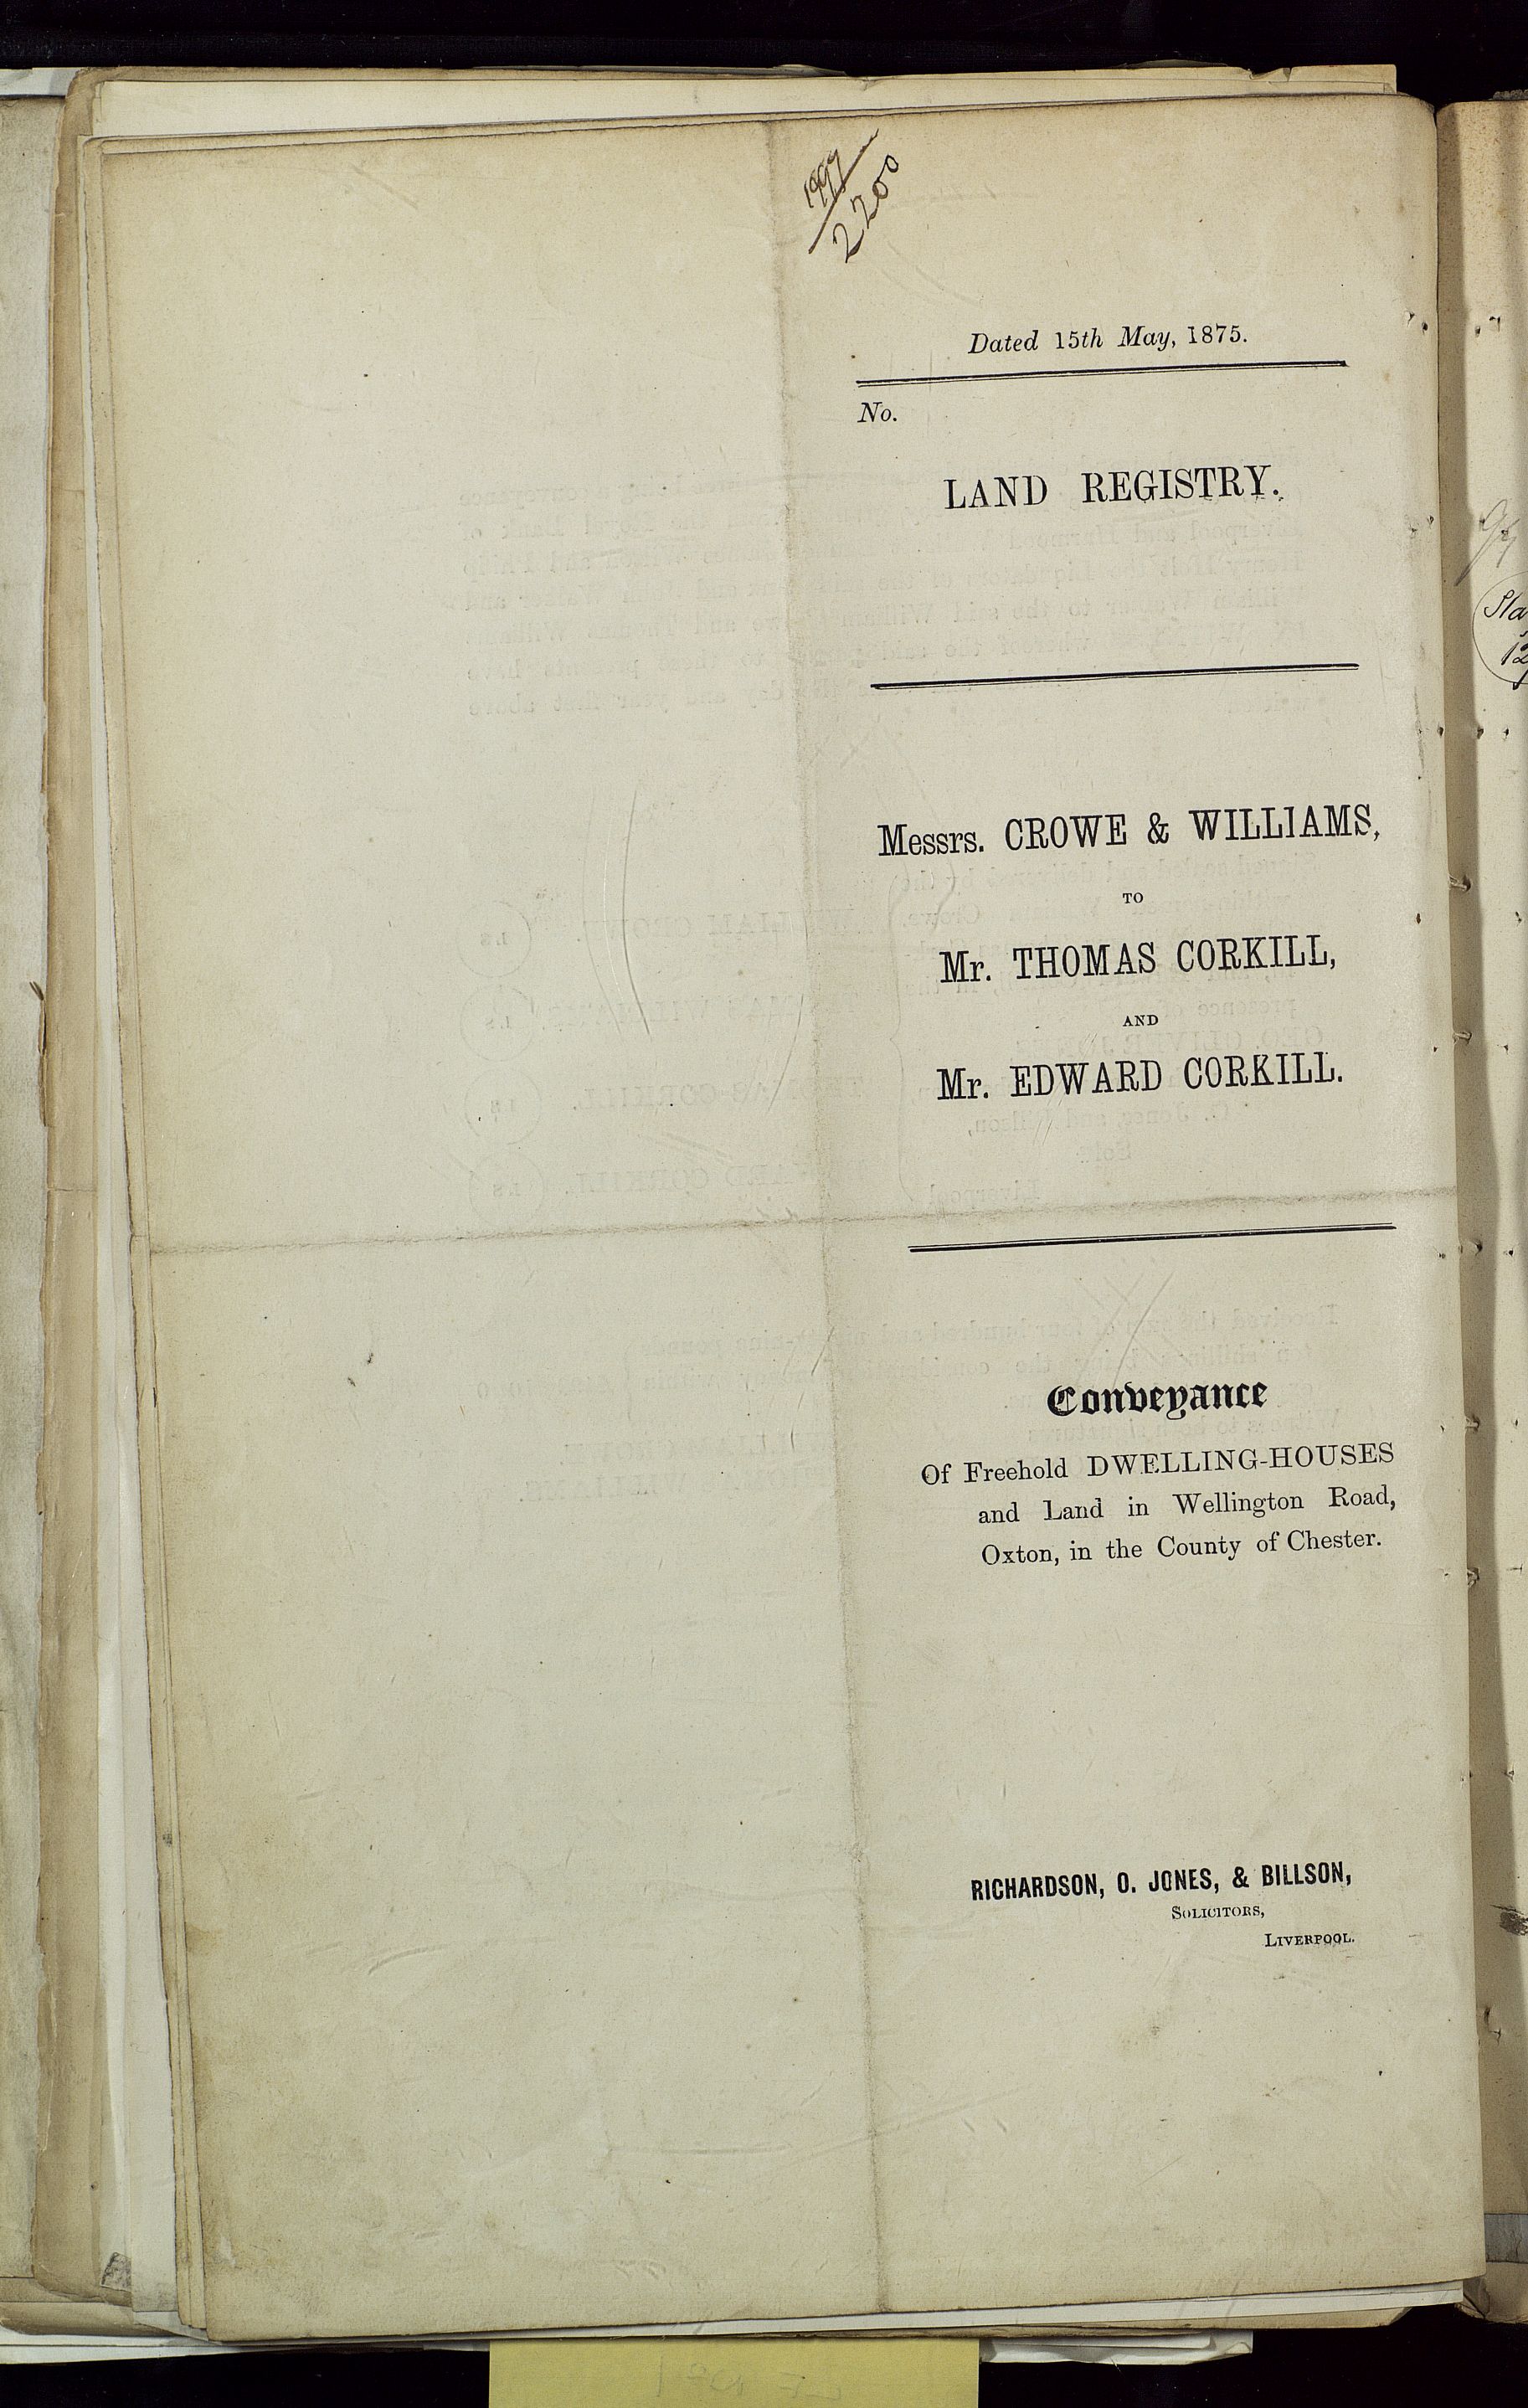 1997
2200
Dated 15th May, 1875.
No.
LAND REGISTRY.
Messrs. CROWE & WILLIAMS,
TO
Mr. THOMAS CORKILL,
AND
Mr. EDWARD CORKILL.
Conveyance
Of Freehold DWELLING-HOUSES
and Land in Wellington Road,
Oxton, in the County of Chester.
RICHARDSON, O. JONES, & BILLSON,
SOLICITORS,
LIVERPOOL.